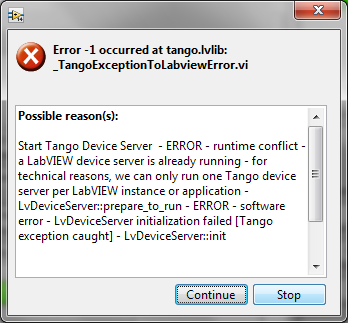 Error -1 occurred at tango.lvlib:
_TangoExceptionToLabviewError.vi
Possible reason(s):
Start Tango Device Server  - ERROR - runtime conflict -
a LabVIEW device server is already running - for
technical reasons, we can only run one Tango device
server per LabVIEW instance or application -
LvDeviceServer::prepare_to_run - ERROR - software
error - LvDeviceServer initialization failed [Tango
exception caught] - LvDeviceServer::init
Continue
Stop